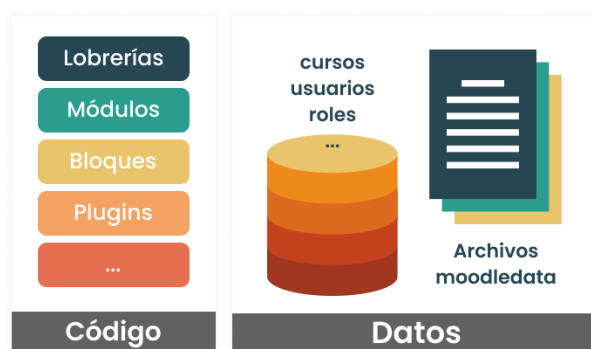 Lobrerías
Módulos
Bloques
Plugins
...
Código
cursos
usuarios
roles
...
Archivos
moodledata
Datos